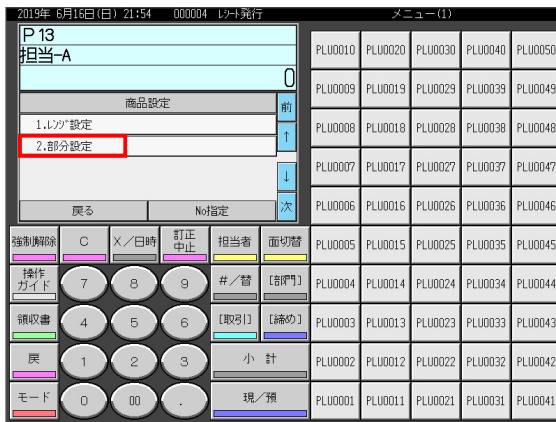 2019年 6月16日(日) 21:54 000004 レシート発行 メニュー(1)
P13
担当-A
0
商品設定
前
1.レンジ設定
↑
2.部分設定
↓
戻る No指定 次
強制解除 C X/日時 訂正中止 担当者 面切替
操作ガイド 7 8 9 #/替 [部門]
領収書 4 5 6 [取引] [締め]
戻 1 2 3 小 計
モード 0 00 . 現/預
PLU0010 PLU0020 PLU0030 PLU0040 PLU0050
PLU0009 PLU0019 PLU0029 PLU0039 PLU0049
PLU0008 PLU0018 PLU0028 PLU0038 PLU0048
PLU0007 PLU0017 PLU0027 PLU0037 PLU0047
PLU0006 PLU0016 PLU0026 PLU0036 PLU0046
PLU0005 PLU0015 PLU0025 PLU0035 PLU0045
PLU0004 PLU0014 PLU0024 PLU0034 PLU0044
PLU0003 PLU0013 PLU0023 PLU0033 PLU0043
PLU0002 PLU0012 PLU0022 PLU0032 PLU0042
PLU0001 PLU0011 PLU0021 PLU0031 PLU0041